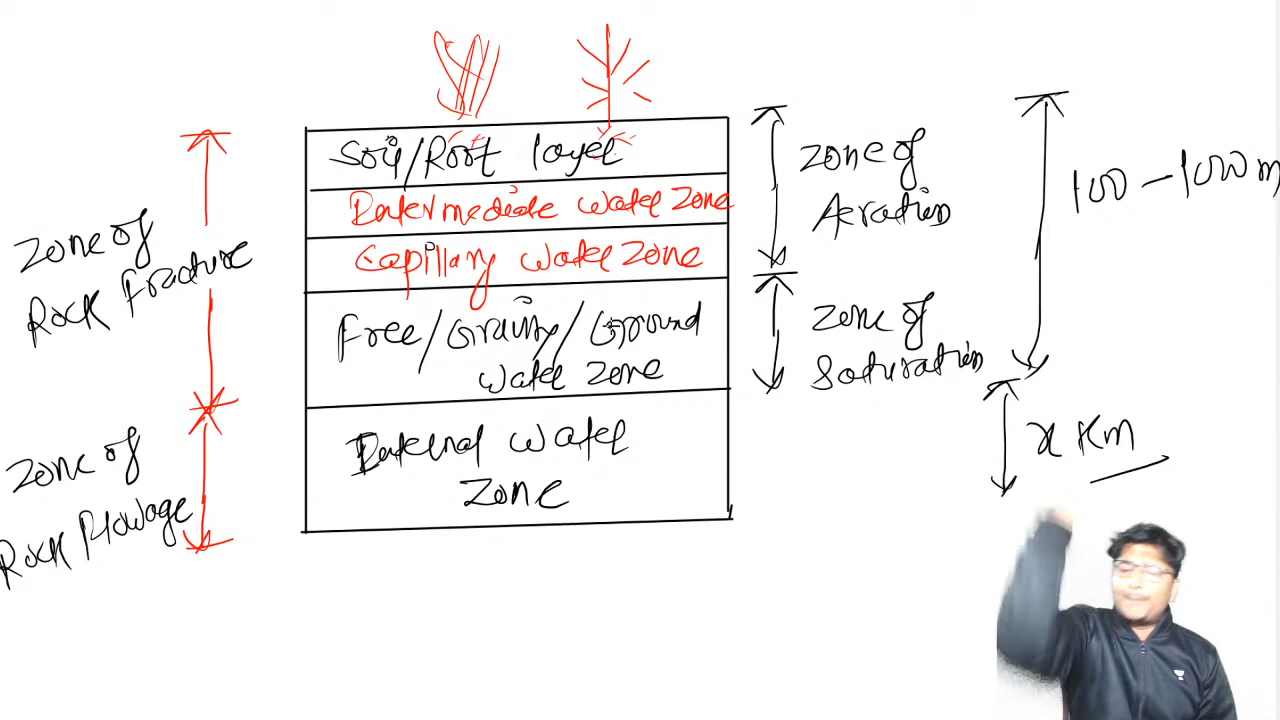 Soil/Root layer
Intermediate water Zone
Capillary water Zone
Free/Gravity/Ground
water zone
Internal water
zone
Zone of
Rock Fracture
Zone of
Rock Flowage
Zone of
Aeration
Zone of
Saturation
100-1000m
x Km